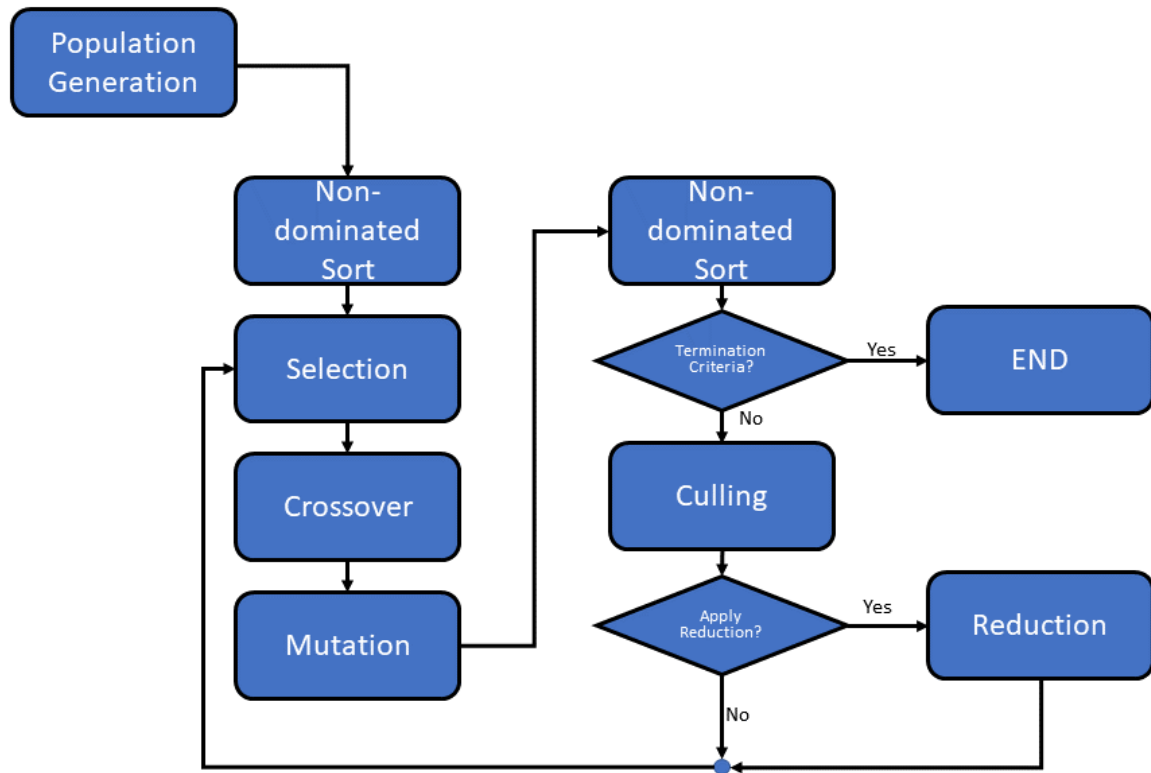 Population
Generation
Non-
dominated
Sort
Selection
Crossover
Mutation
Non-
dominated
Sort
Termination
Criteria?
Yes
END
No
Culling
Apply
Reduction?
Yes
Reduction
No